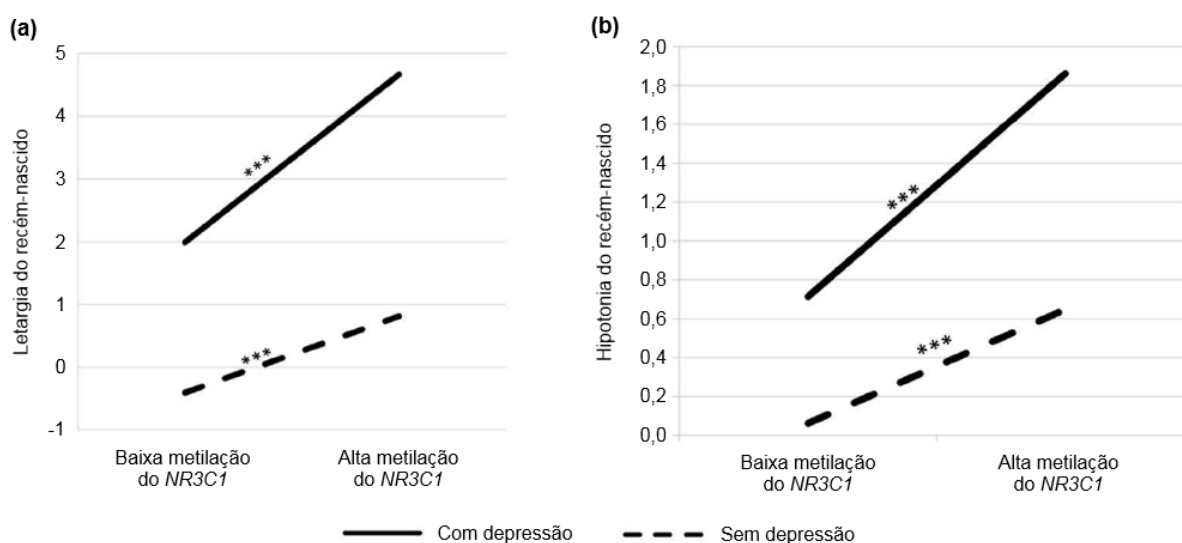 (a)
5
4
3
2
1
0
-1
Letargia do recém-nascido
***
***
Baixa metilação
do NR3C1
Alta metilação
do NR3C1
(b)
2,0
1,8
1,6
1,4
1,2
1,0
0,8
0,6
0,4
0,2
0,0
Hipotonia do recém-nascido
***
***
Baixa metilação
do NR3C1
Alta metilação
do NR3C1
Com depressão
Sem depressão